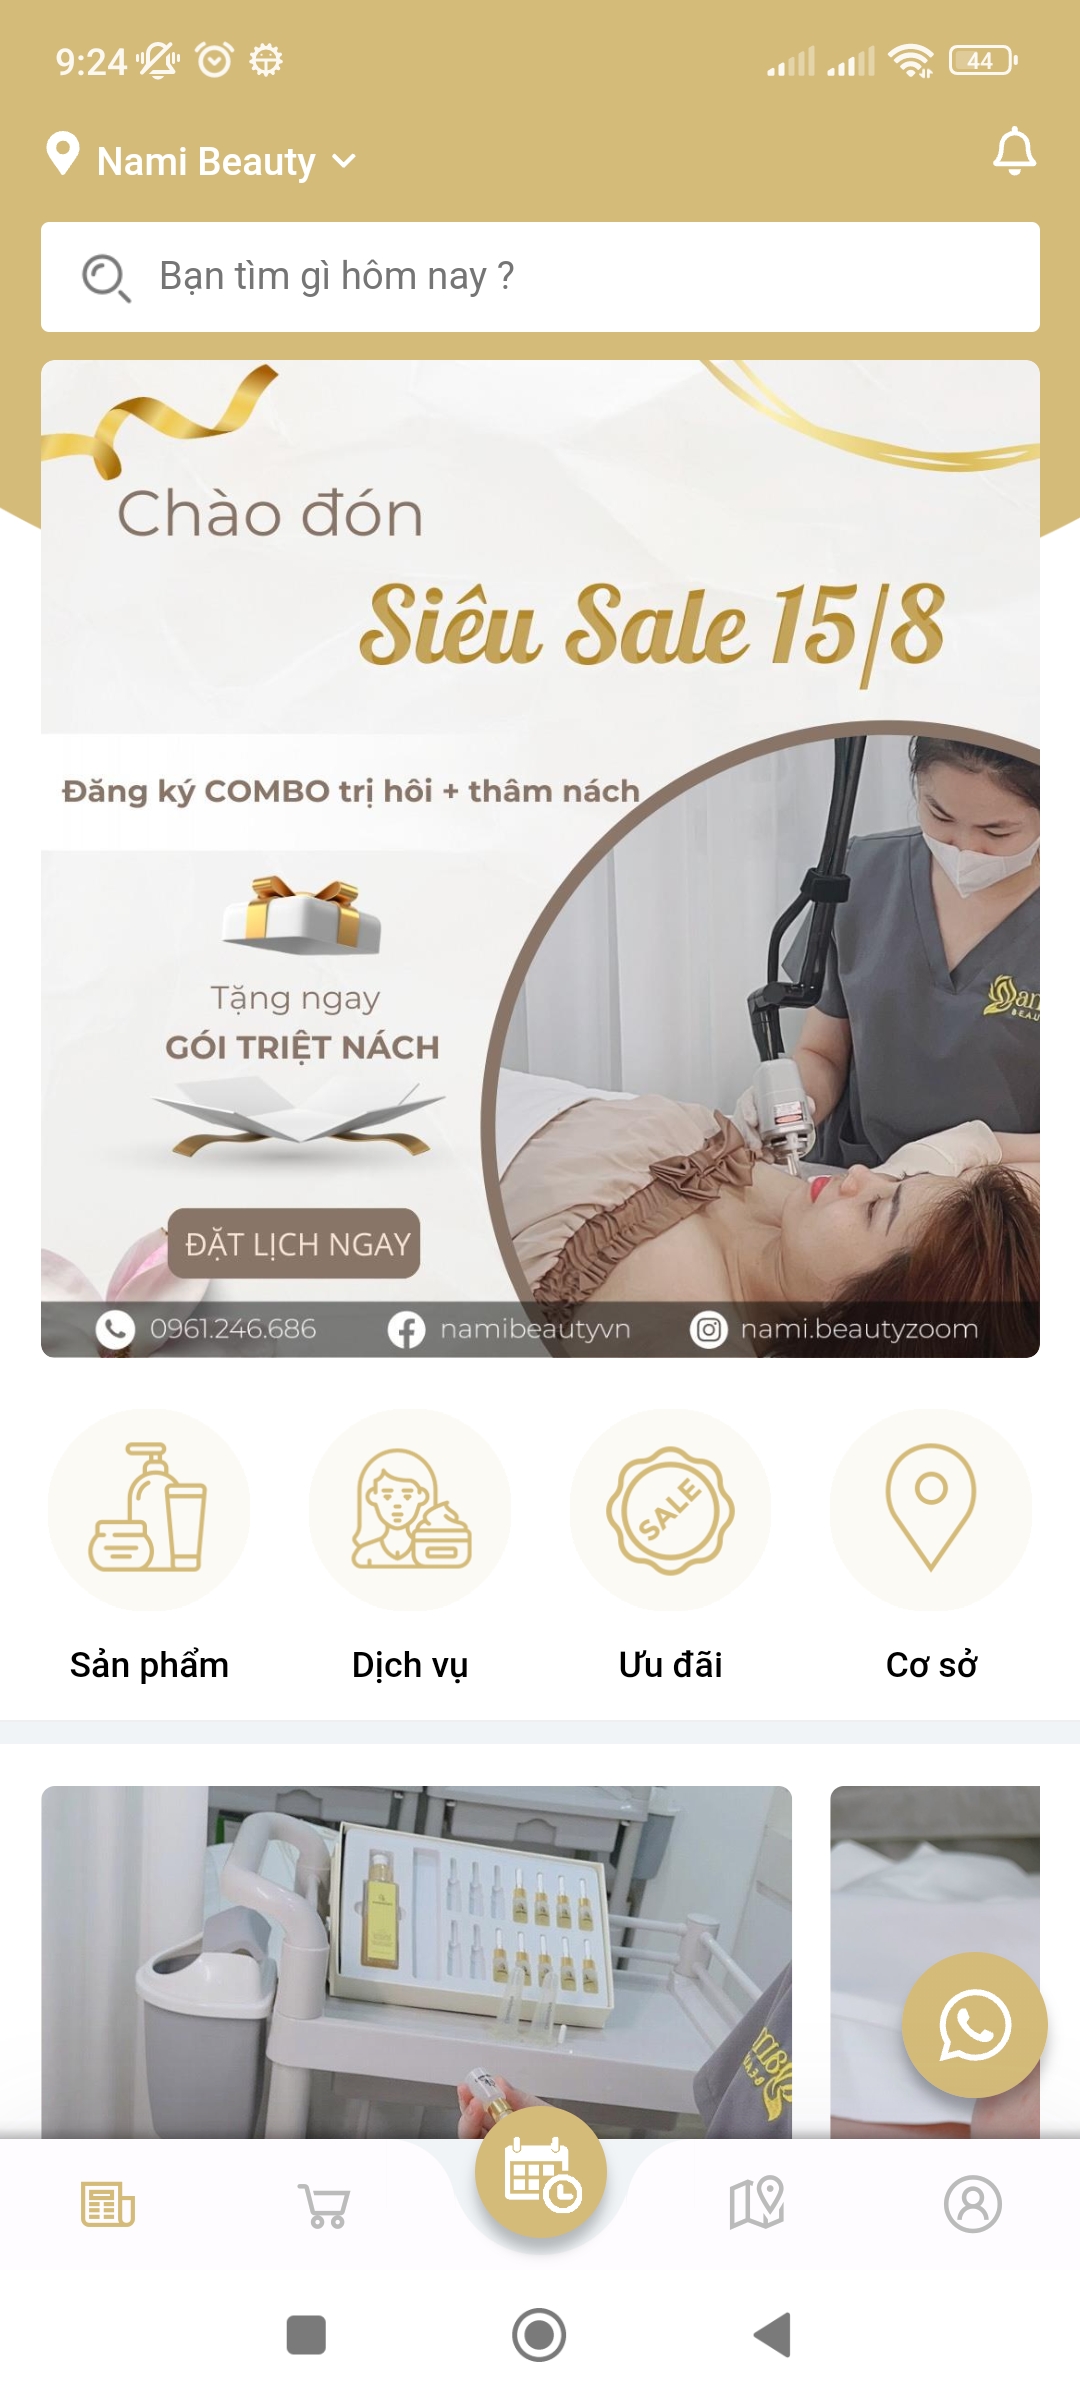 9:24
44
Nami Beauty
Bạn tìm gì hôm nay ?
Chào đón
Siêu Sale 15/8
Đăng ký COMBO trị hôi + thâm nách
Tặng ngay
GÓI TRIỆT NÁCH
ĐẶT LỊCH NGAY
0961.246.686
namibeautyvn
nami.beautyzoom
SALE
Sản phẩm
Dịch vụ
Ưu đãi
Cơ sở